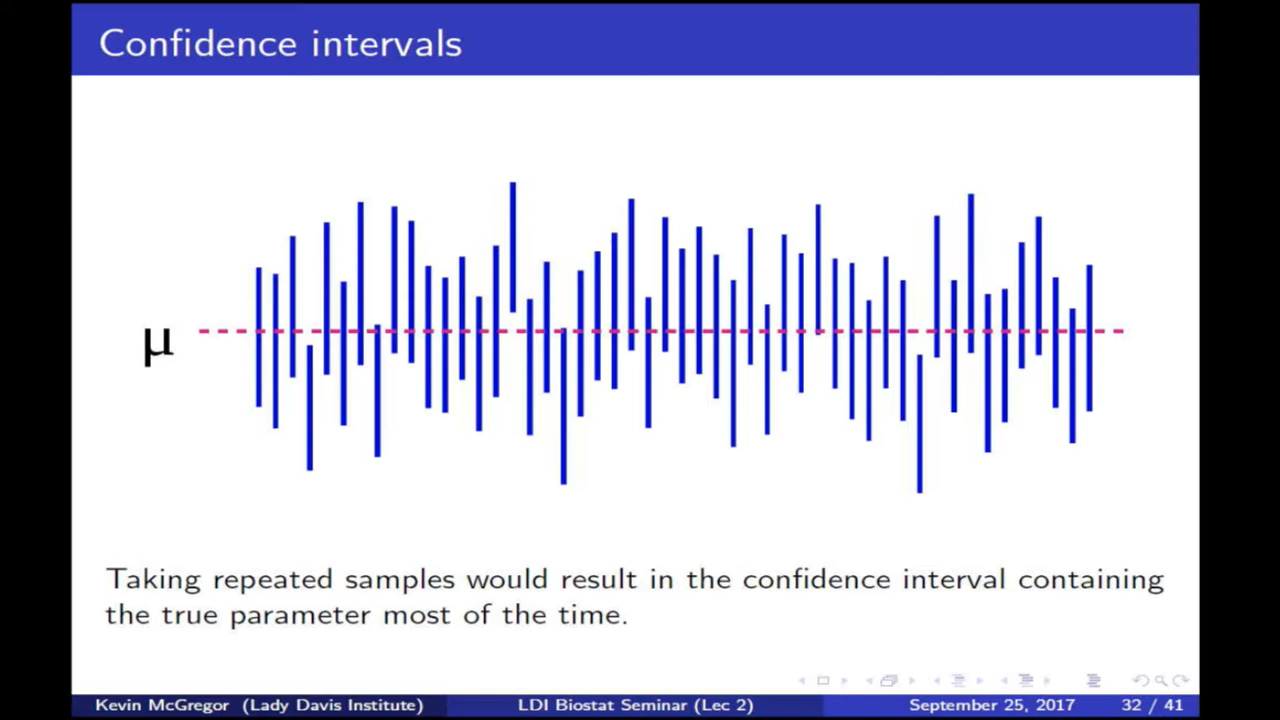 Confidence intervals
μ
Taking repeated samples would result in the confidence interval containing
the true parameter most of the time.
Kevin McGregor (Lady Davis Institute) LDI Biostat Seminar (Lec 2) September 25, 2017 32 / 41